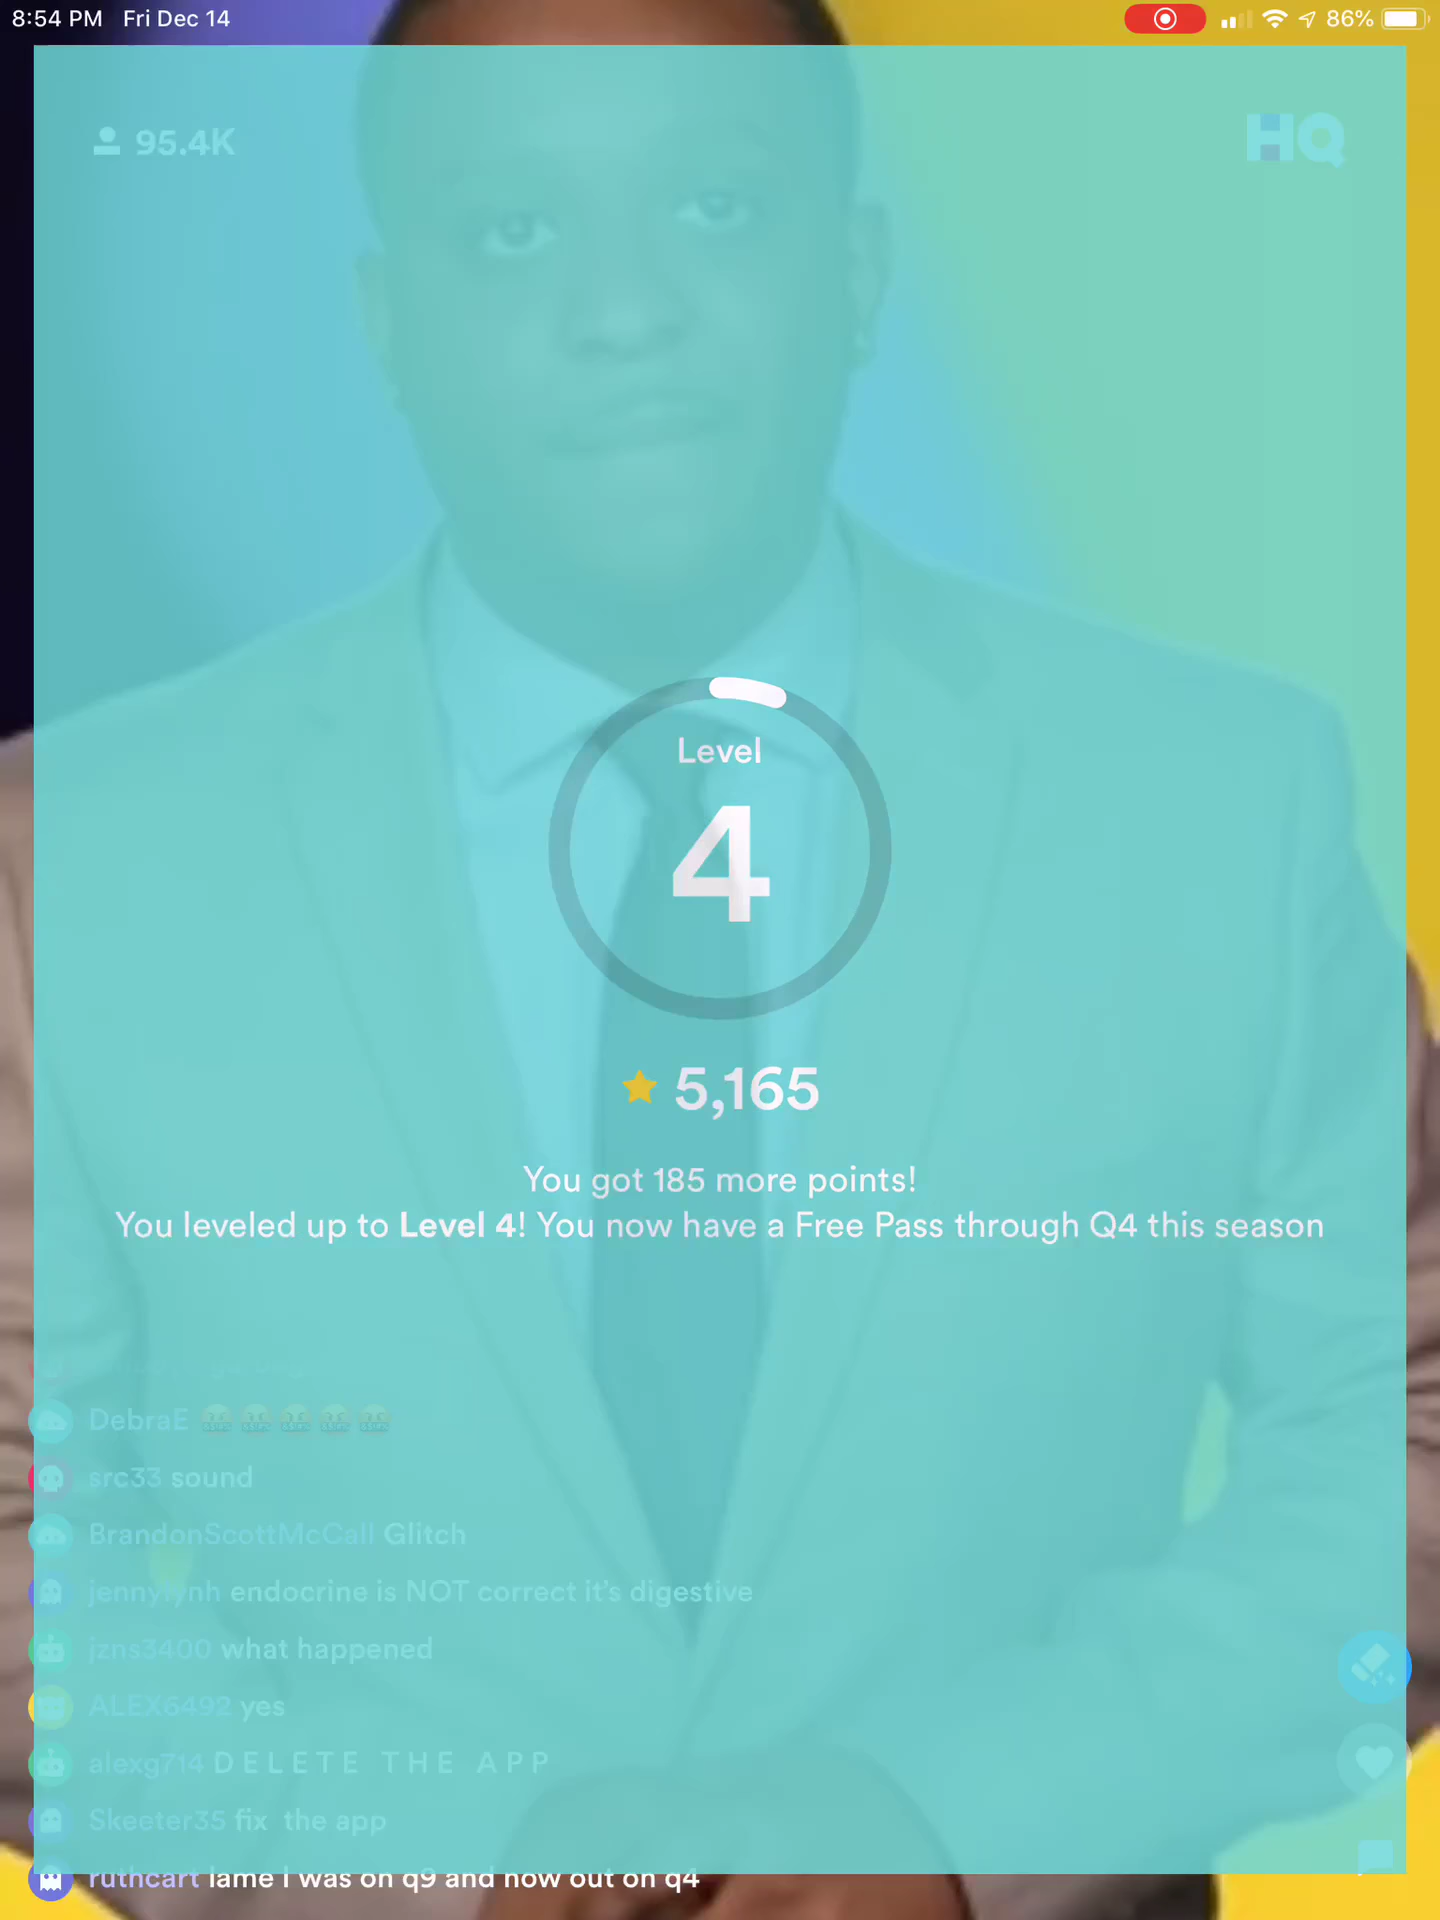 8:54 PM Fri Dec 14
86%
95.4K
HQ
Level
4
5,165
You got 185 more points!
You leveled up to Level 4! You now have a Free Pass through Q4 this season
DebraE
src33 sound
BrandonScottMcCall Glitch
jennylynh endocrine is NOT correct it's digestive
jzns3400 what happened
ALEX6492 yes
alexg714 D E L E T E  T H E  A P P
Skeeter35 fix the app
ruthcart lame I was on q9 and now out on q4